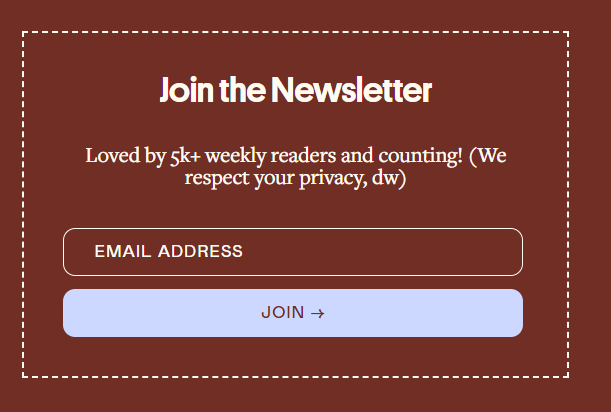 Join the Newsletter
Loved by 5k+ weekly readers and counting! (We
respect your privacy, dw)
EMAIL ADDRESS
JOIN →